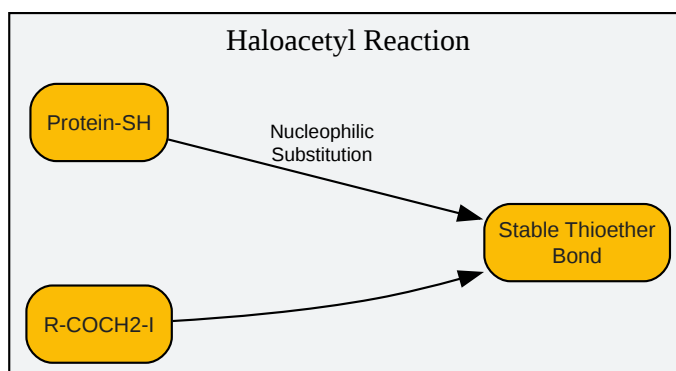 Haloacetyl Reaction
Protein-SH
Nucleophilic
Substitution
Stable Thioether
Bond
R-COCH2-I